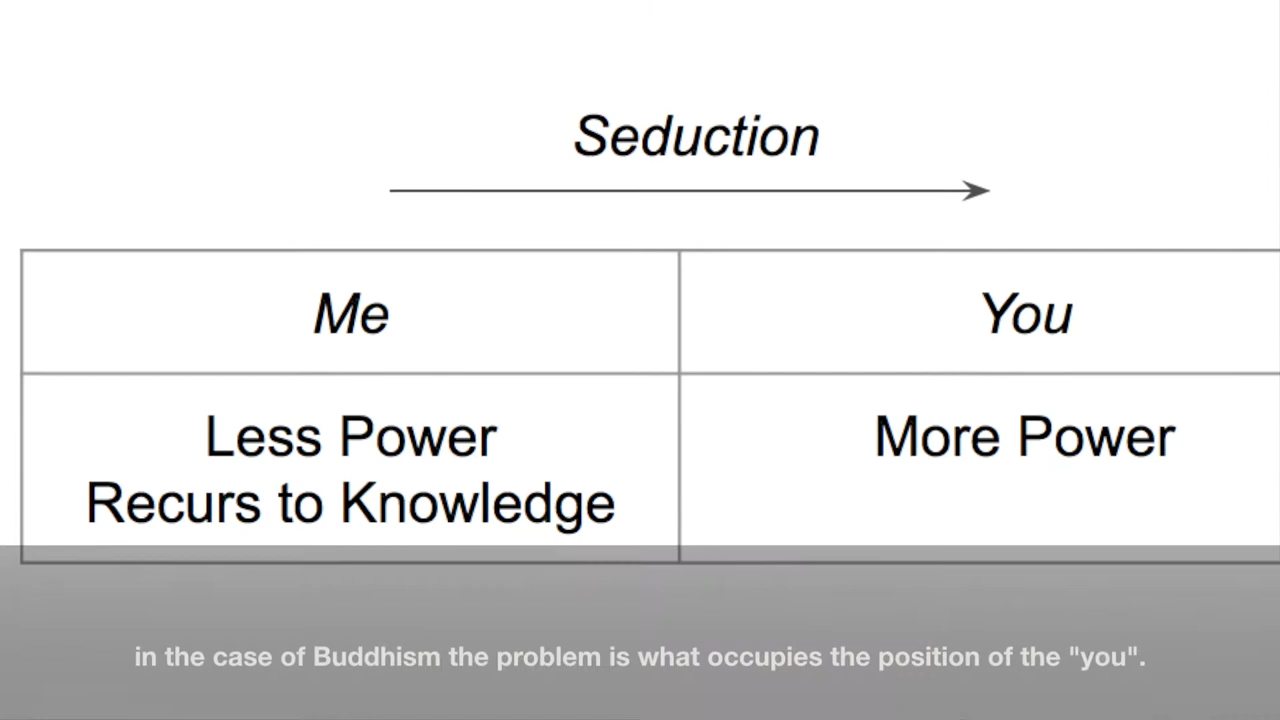 Seduction
Me
You
Less Power
More Power
Recurs to Knowledge
in the case of Buddhism the problem is what occupies the position of the "you".